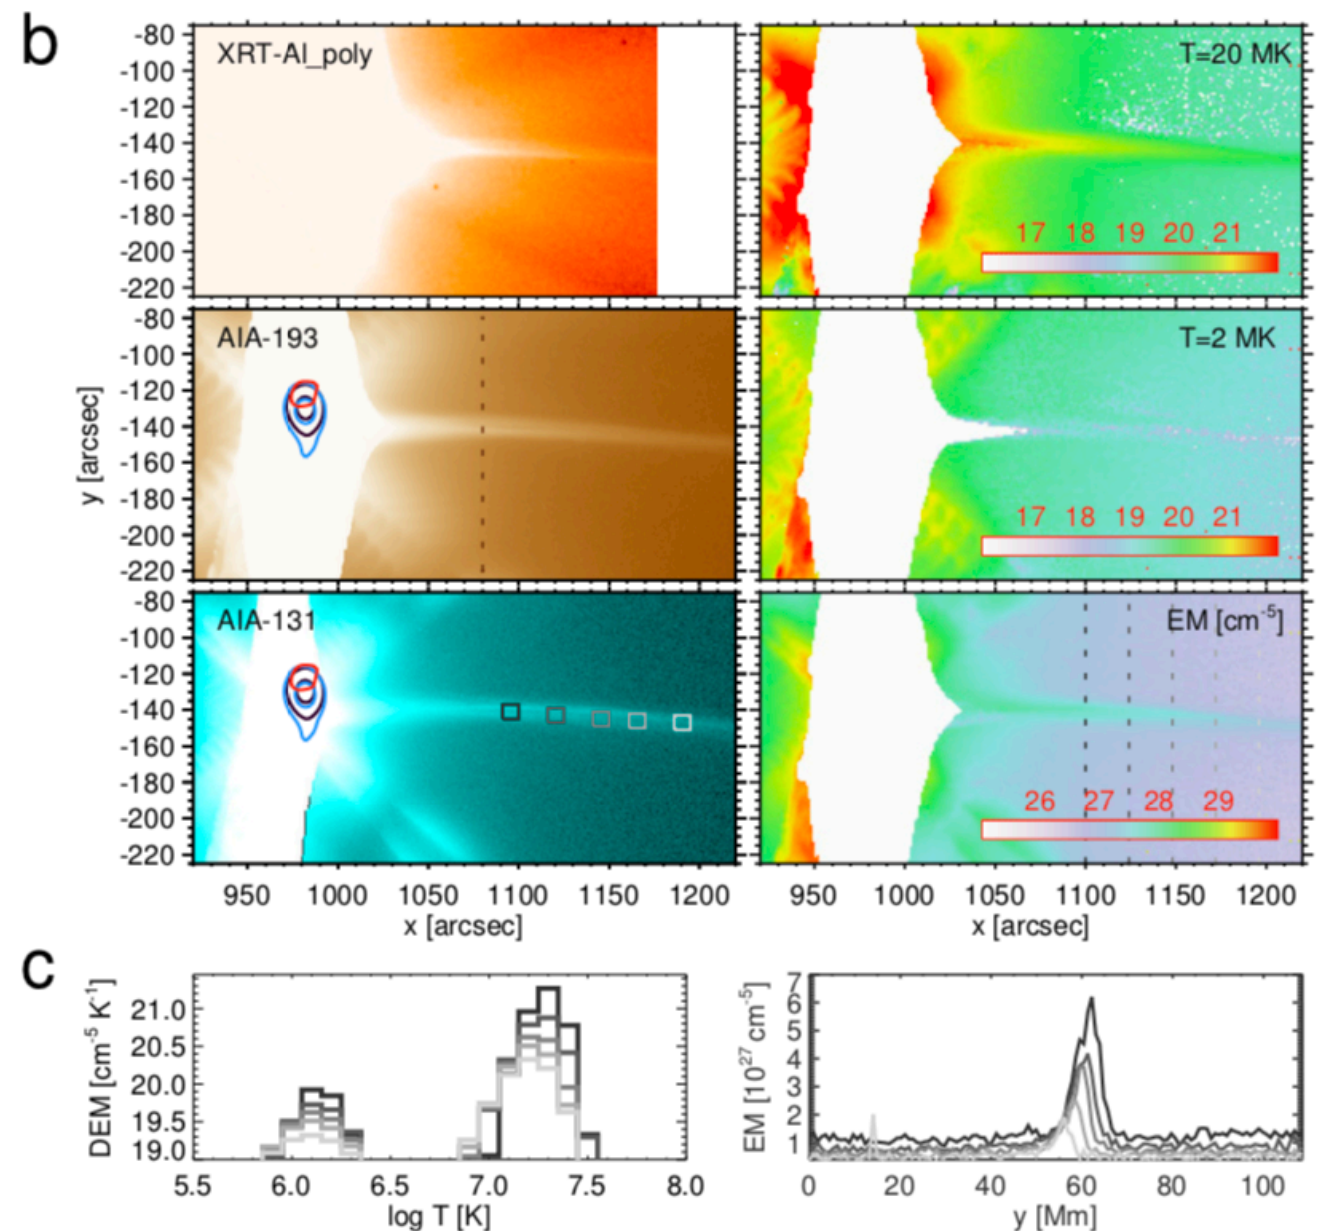 b
XRT-Al_poly
-80
-100
-120
-140
-160
-180
-200
-220
T=20 MK
17 18 19 20 21
AIA-193
-80
-100
-120
-140
-160
-180
-200
-220
y [arcsec]
T=2 MK
17 18 19 20 21
AIA-131
-80
-100
-120
-140
-160
-180
-200
-220
950 1000 1050 1100 1150 1200
x [arcsec]
EM [cm⁻⁵]
26 27 28 29
950 1000 1050 1100 1150 1200
x [arcsec]
c
DEM [cm⁻⁵ K⁻¹]
21.0
20.5
20.0
19.5
19.0
5.5 6.0 6.5 7.0 7.5 8.0
log T [K]
EM [10²⁷ cm⁻⁵]
7
6
5
4
3
2
1
0 20 40 60 80 100
y [Mm]